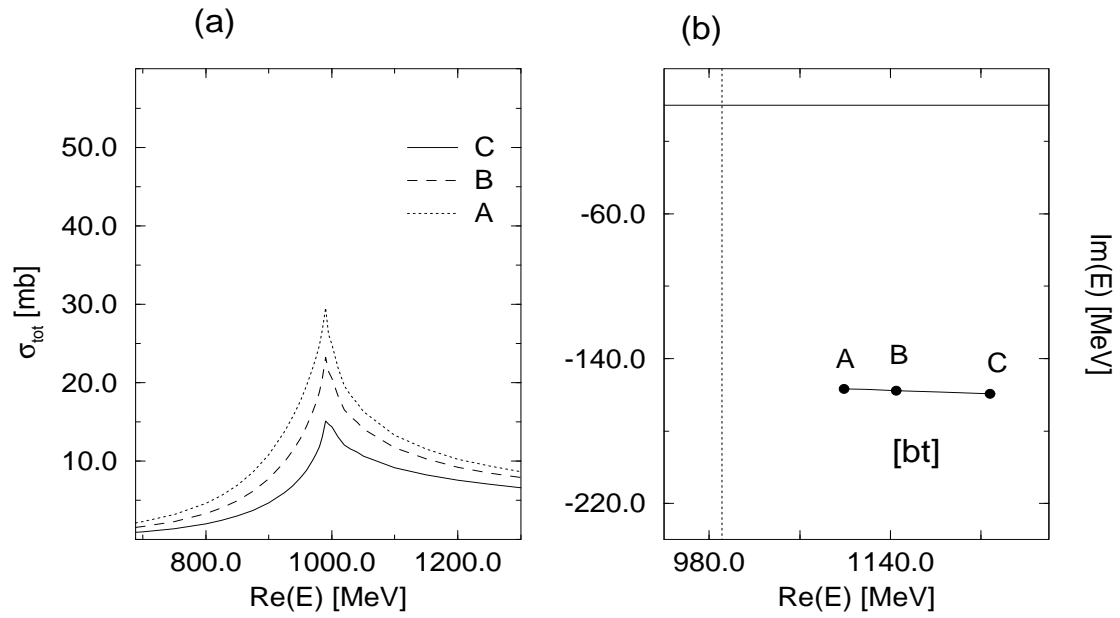 (a)
(b)
σtot [mb]
50.0
40.0
30.0
20.0
10.0
C
B
A
800.0 1000.0 1200.0
Re(E) [MeV]
-60.0
-140.0
-220.0
A B C
[bt]
980.0 1140.0
Re(E) [MeV]
Im(E) [MeV]